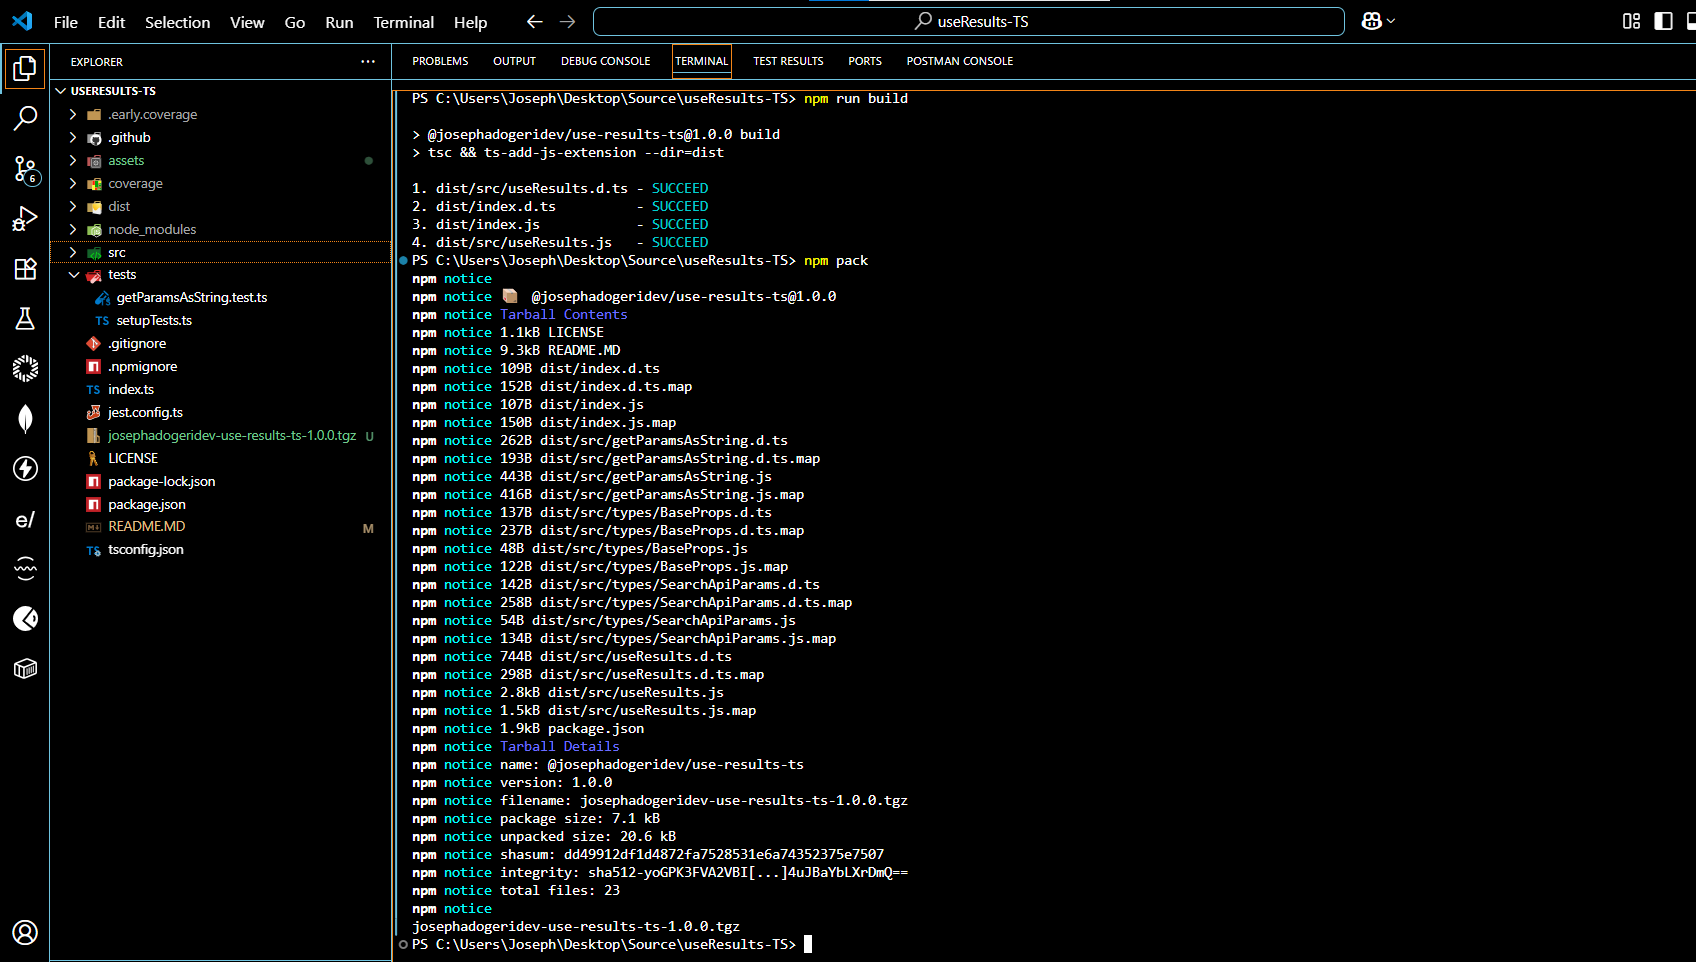 File Edit Selection View Go Run Terminal Help
useResults-TS
EXPLORER
USERESULTS-TS
.early.coverage
.github
assets
coverage
dist
node_modules
src
tests
getParamsAsString.test.ts
TS setupTests.ts
.gitignore
.npmignore
TS index.ts
jest.config.ts
josephadogeridev-use-results-ts-1.0.0.tgz U
LICENSE
package-lock.json
package.json
README.MD M
TS tsconfig.json
6
e/
PROBLEMS OUTPUT DEBUG CONSOLE TERMINAL TEST RESULTS PORTS POSTMAN CONSOLE
PS C:\Users\Joseph\Desktop\Source\useResults-TS> npm run build
> @josephadogeridev/use-results-ts@1.0.0 build
> tsc && ts-add-js-extension --dir=dist
1. dist/src/useResults.d.ts - SUCCEED
2. dist/index.d.ts - SUCCEED
3. dist/index.js - SUCCEED
4. dist/src/useResults.js - SUCCEED
PS C:\Users\Joseph\Desktop\Source\useResults-TS> npm pack
npm notice
npm notice 📦 @josephadogeridev/use-results-ts@1.0.0
npm notice Tarball Contents
npm notice 1.1kB LICENSE
npm notice 9.3kB README.MD
npm notice 109B dist/index.d.ts
npm notice 152B dist/index.d.ts.map
npm notice 107B dist/index.js
npm notice 150B dist/index.js.map
npm notice 262B dist/src/getParamsAsString.d.ts
npm notice 193B dist/src/getParamsAsString.d.ts.map
npm notice 443B dist/src/getParamsAsString.js
npm notice 416B dist/src/getParamsAsString.js.map
npm notice 137B dist/src/types/BaseProps.d.ts
npm notice 237B dist/src/types/BaseProps.d.ts.map
npm notice 48B dist/src/types/BaseProps.js
npm notice 122B dist/src/types/BaseProps.js.map
npm notice 142B dist/src/types/SearchApiParams.d.ts
npm notice 258B dist/src/types/SearchApiParams.d.ts.map
npm notice 54B dist/src/types/SearchApiParams.js
npm notice 134B dist/src/types/SearchApiParams.js.map
npm notice 744B dist/src/useResults.d.ts
npm notice 298B dist/src/useResults.d.ts.map
npm notice 2.8kB dist/src/useResults.js
npm notice 1.5kB dist/src/useResults.js.map
npm notice 1.9kB package.json
npm notice Tarball Details
npm notice name: @josephadogeridev/use-results-ts
npm notice version: 1.0.0
npm notice filename: josephadogeridev-use-results-ts-1.0.0.tgz
npm notice package size: 7.1 kB
npm notice unpacked size: 20.6 kB
npm notice shasum: dd49912df1d4872fa7528531e6a74352375e7507
npm notice integrity: sha512-yoGPK3FVA2VBI[...]4uJBaYbLXrDmQ==
npm notice total files: 23
npm notice
josephadogeridev-use-results-ts-1.0.0.tgz
PS C:\Users\Joseph\Desktop\Source\useResults-TS>